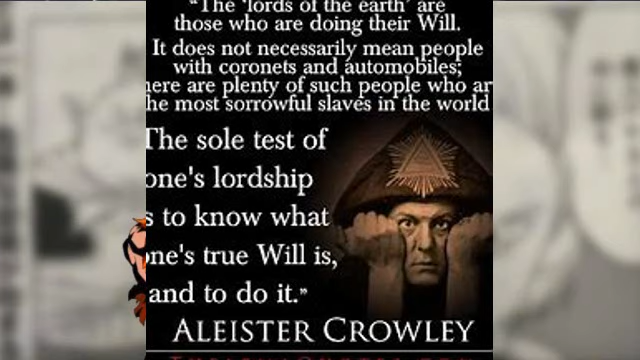 “The ‘lords of the earth’ are
those who are doing their Will.
It does not necessarily mean people
with coronets and automobiles;
here are plenty of such people who ar
he most sorrowful slaves in the world
The sole test of
one's lordship
s to know what
one's true Will is,
and to do it.”
ALEISTER CROWLEY